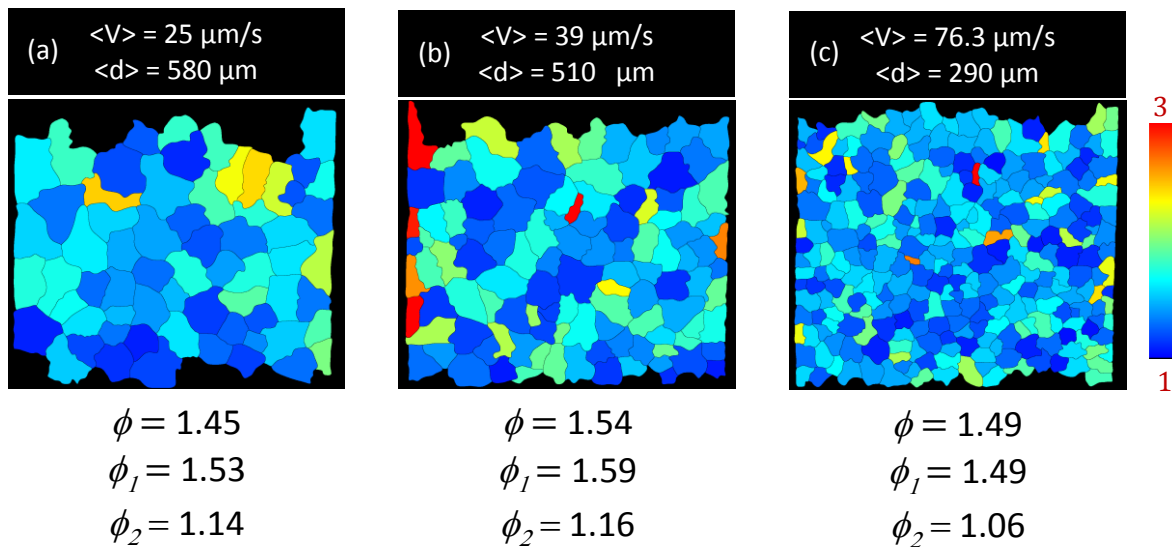 (a)
<V> = 25 μm/s
<d> = 580 μm
(b)
<V> = 39 μm/s
<d> = 510 μm
(c)
<V> = 76.3 μm/s
<d> = 290 μm
3
1
ϕ = 1.45
ϕ1 = 1.53
ϕ2 = 1.14
ϕ = 1.54
ϕ1 = 1.59
ϕ2 = 1.16
ϕ = 1.49
ϕ1 = 1.49
ϕ2 = 1.06